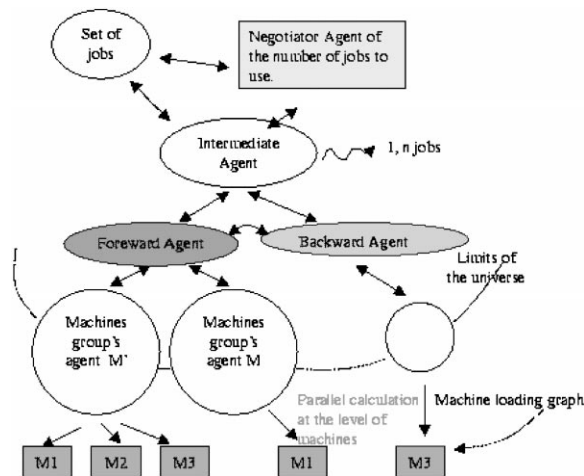 Set of
jobs
Negotiator Agent of
the number of jobs to
use.
Intermediate
Agent
1, n jobs
Foreward Agent
Backward Agent
Limits of
the universe
Machines
group's
agent M'
Machines
group's
agent M
Parallel calculation
at the level of
machines
Machine loading graph
M1
M2
M3
M1
M3